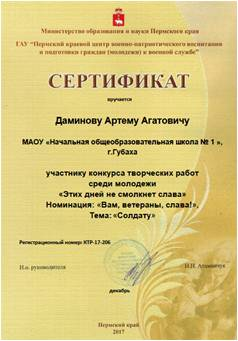 Министерство образования и науки Пермского края
ГАУ "Пермский краевой центр военно-патриотического воспитания
и подготовки граждан (молодежи) к военной службе"
СЕРТИФИКАТ
вручается
Даминову Артему Агатовичу
МАОУ «Начальная общеобразовательная школа № 1 »,
г.Губаха
участнику конкурса творческих работ
среди молодежи
«Этих дней не смолкнет слава»
Номинация: «Вам, ветераны, слава!»,
Тема: «Солдату»
Регистрационный номер: КТР-17-206
И.о. руководителя
декабрь
Пермский край
2017